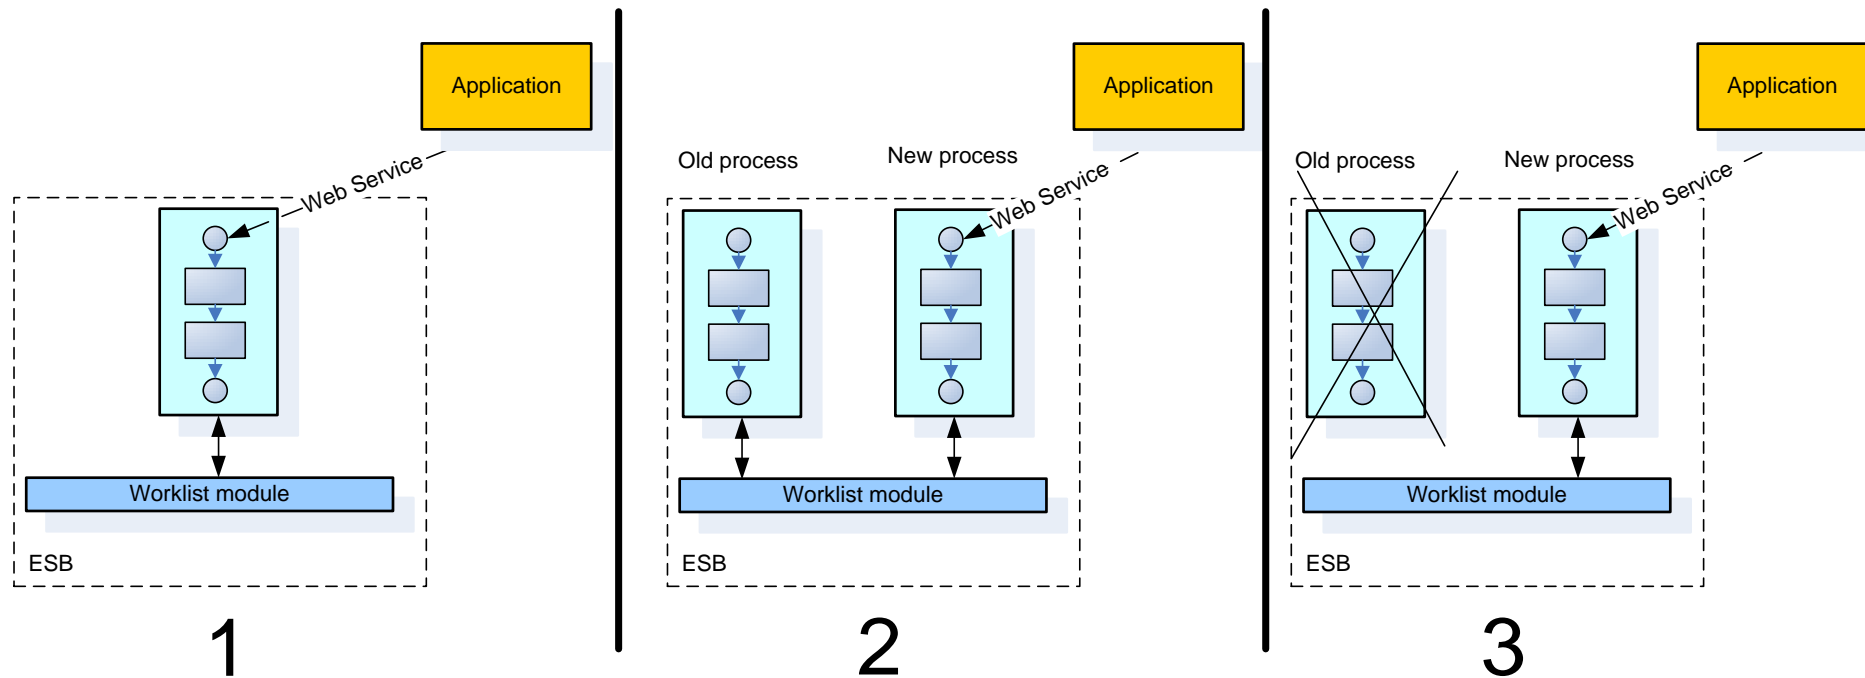 Application
Web Service
Worklist module
ESB
1
Application
Old process
New process
Web Service
Worklist module
ESB
2
Application
Old process
New process
Web Service
Worklist module
ESB
3